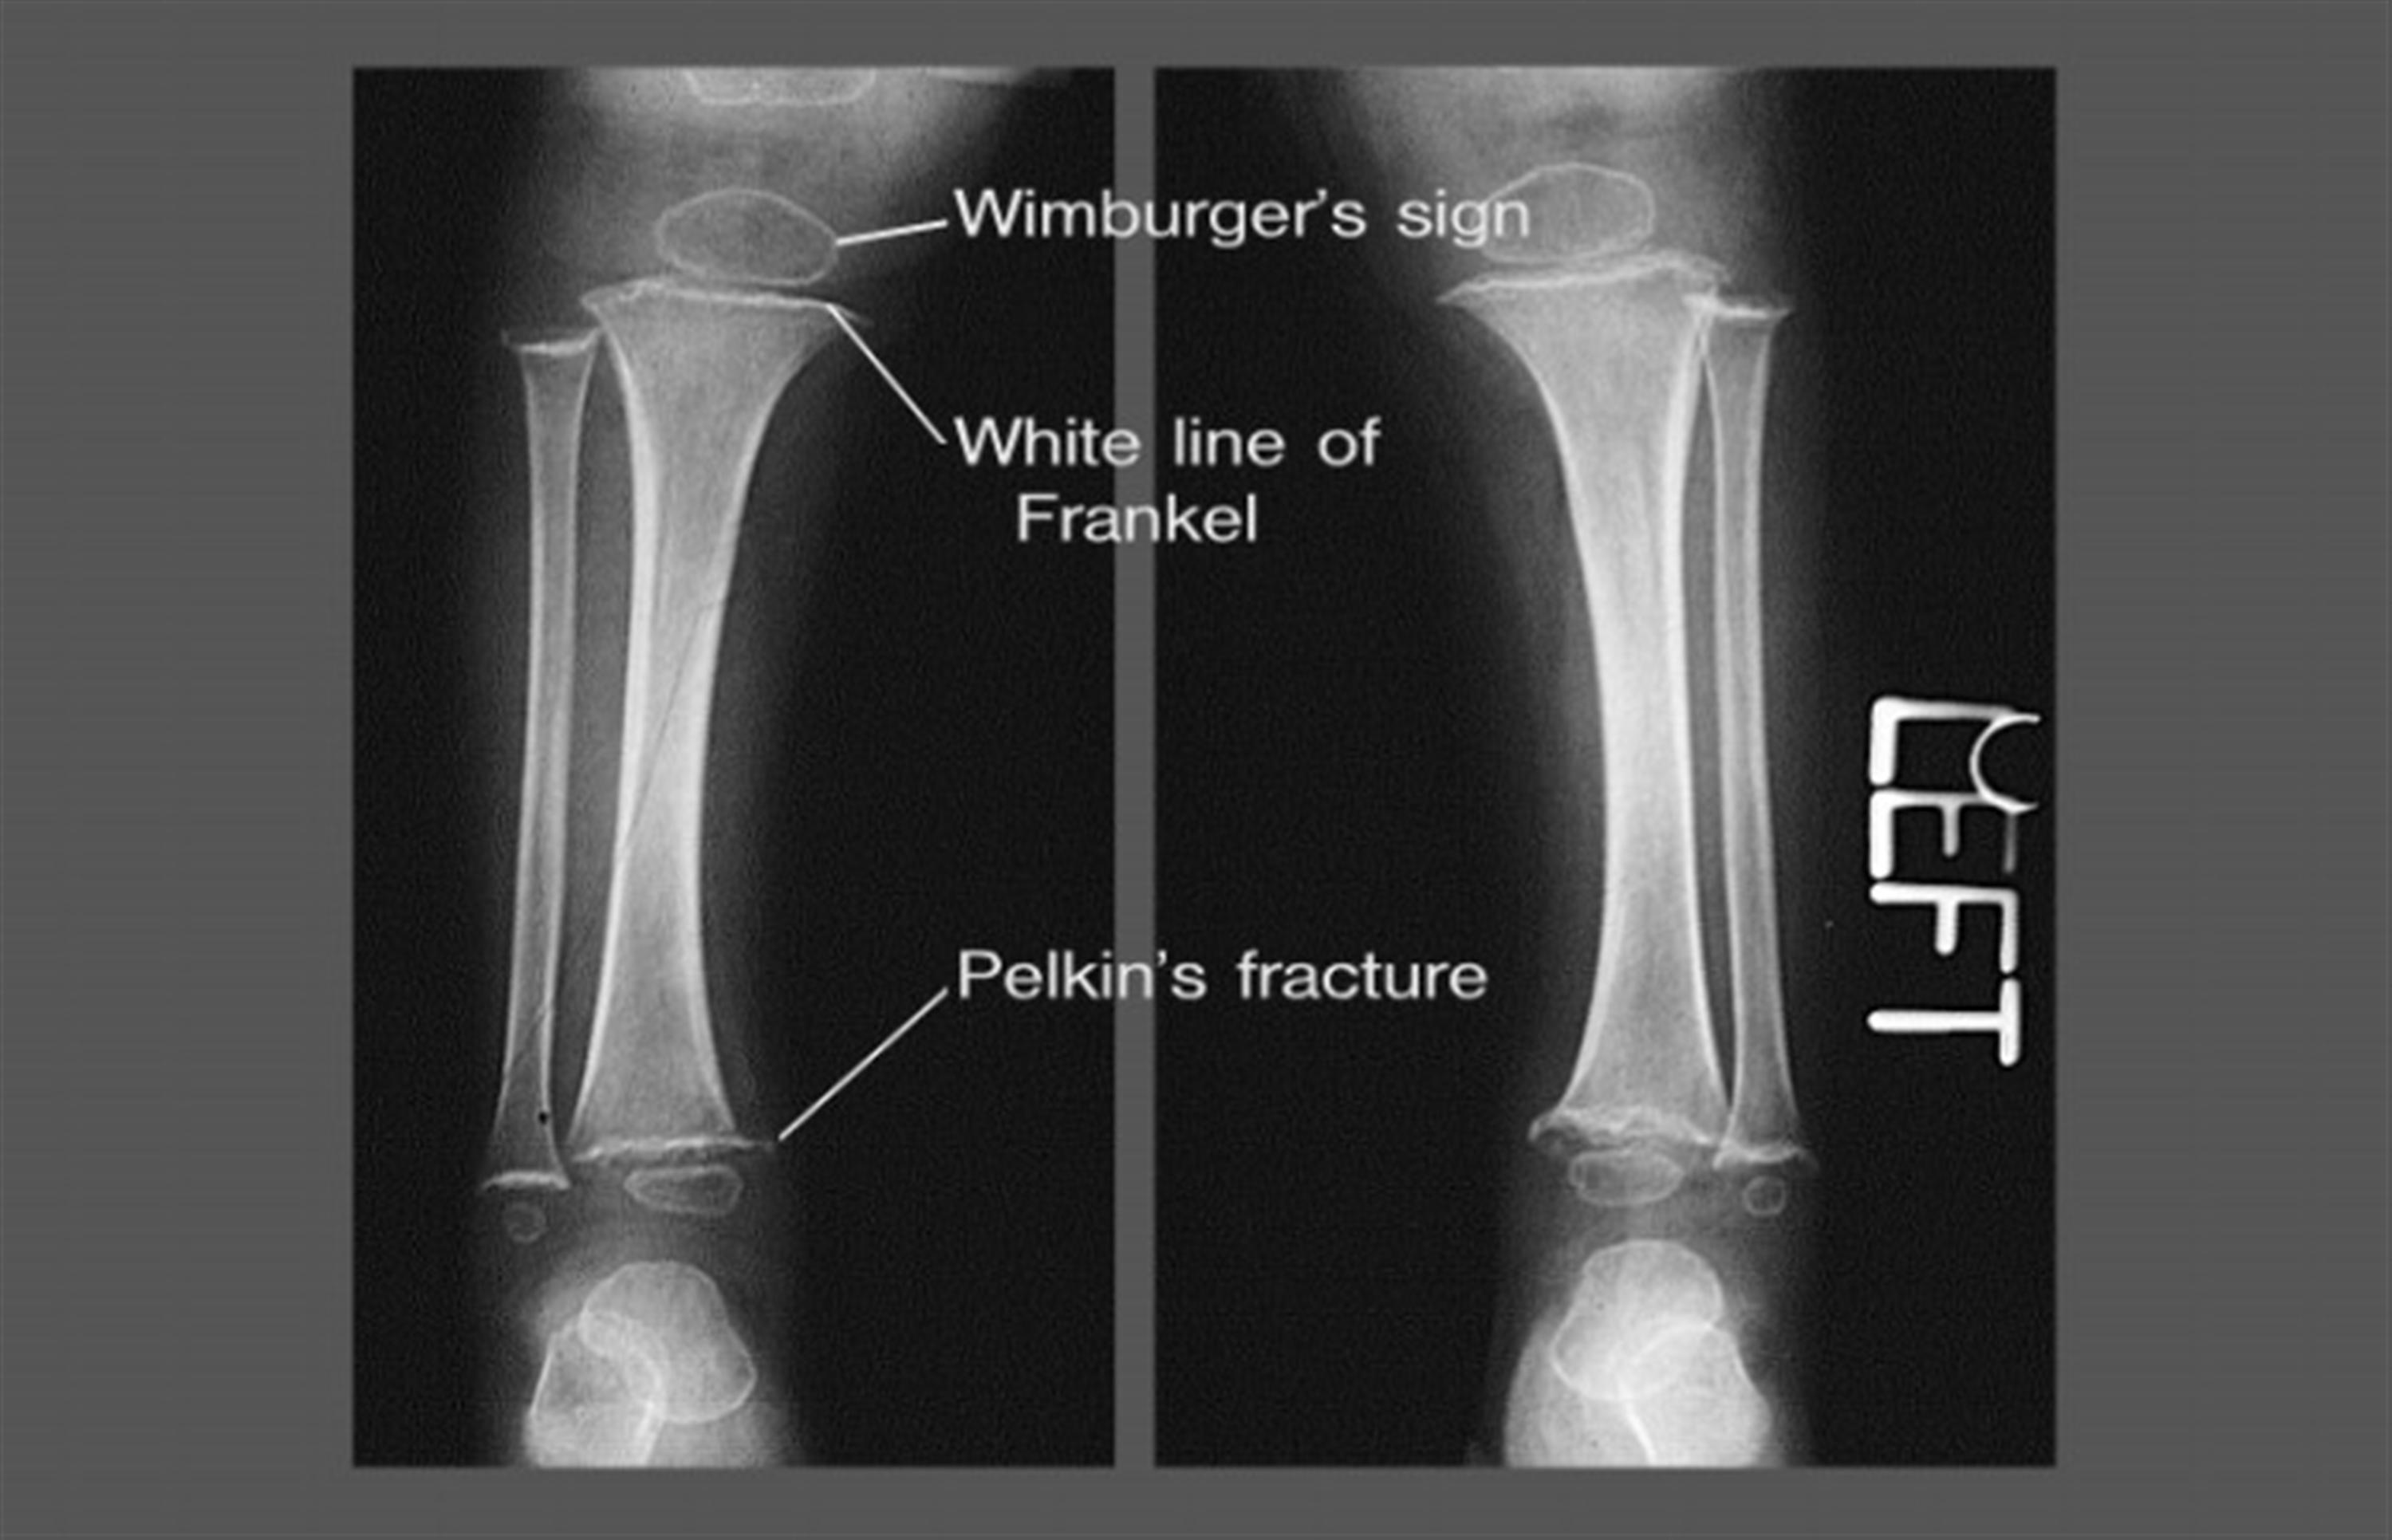 Wimburger's sign
White line of
Frankel
Pelkin's fracture
LEFT